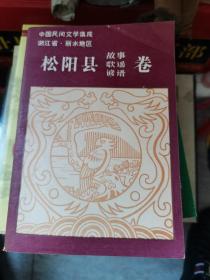 中国民间文学集成
浙江省·丽水地区
松阳县 故事 歌谣 谚语 卷